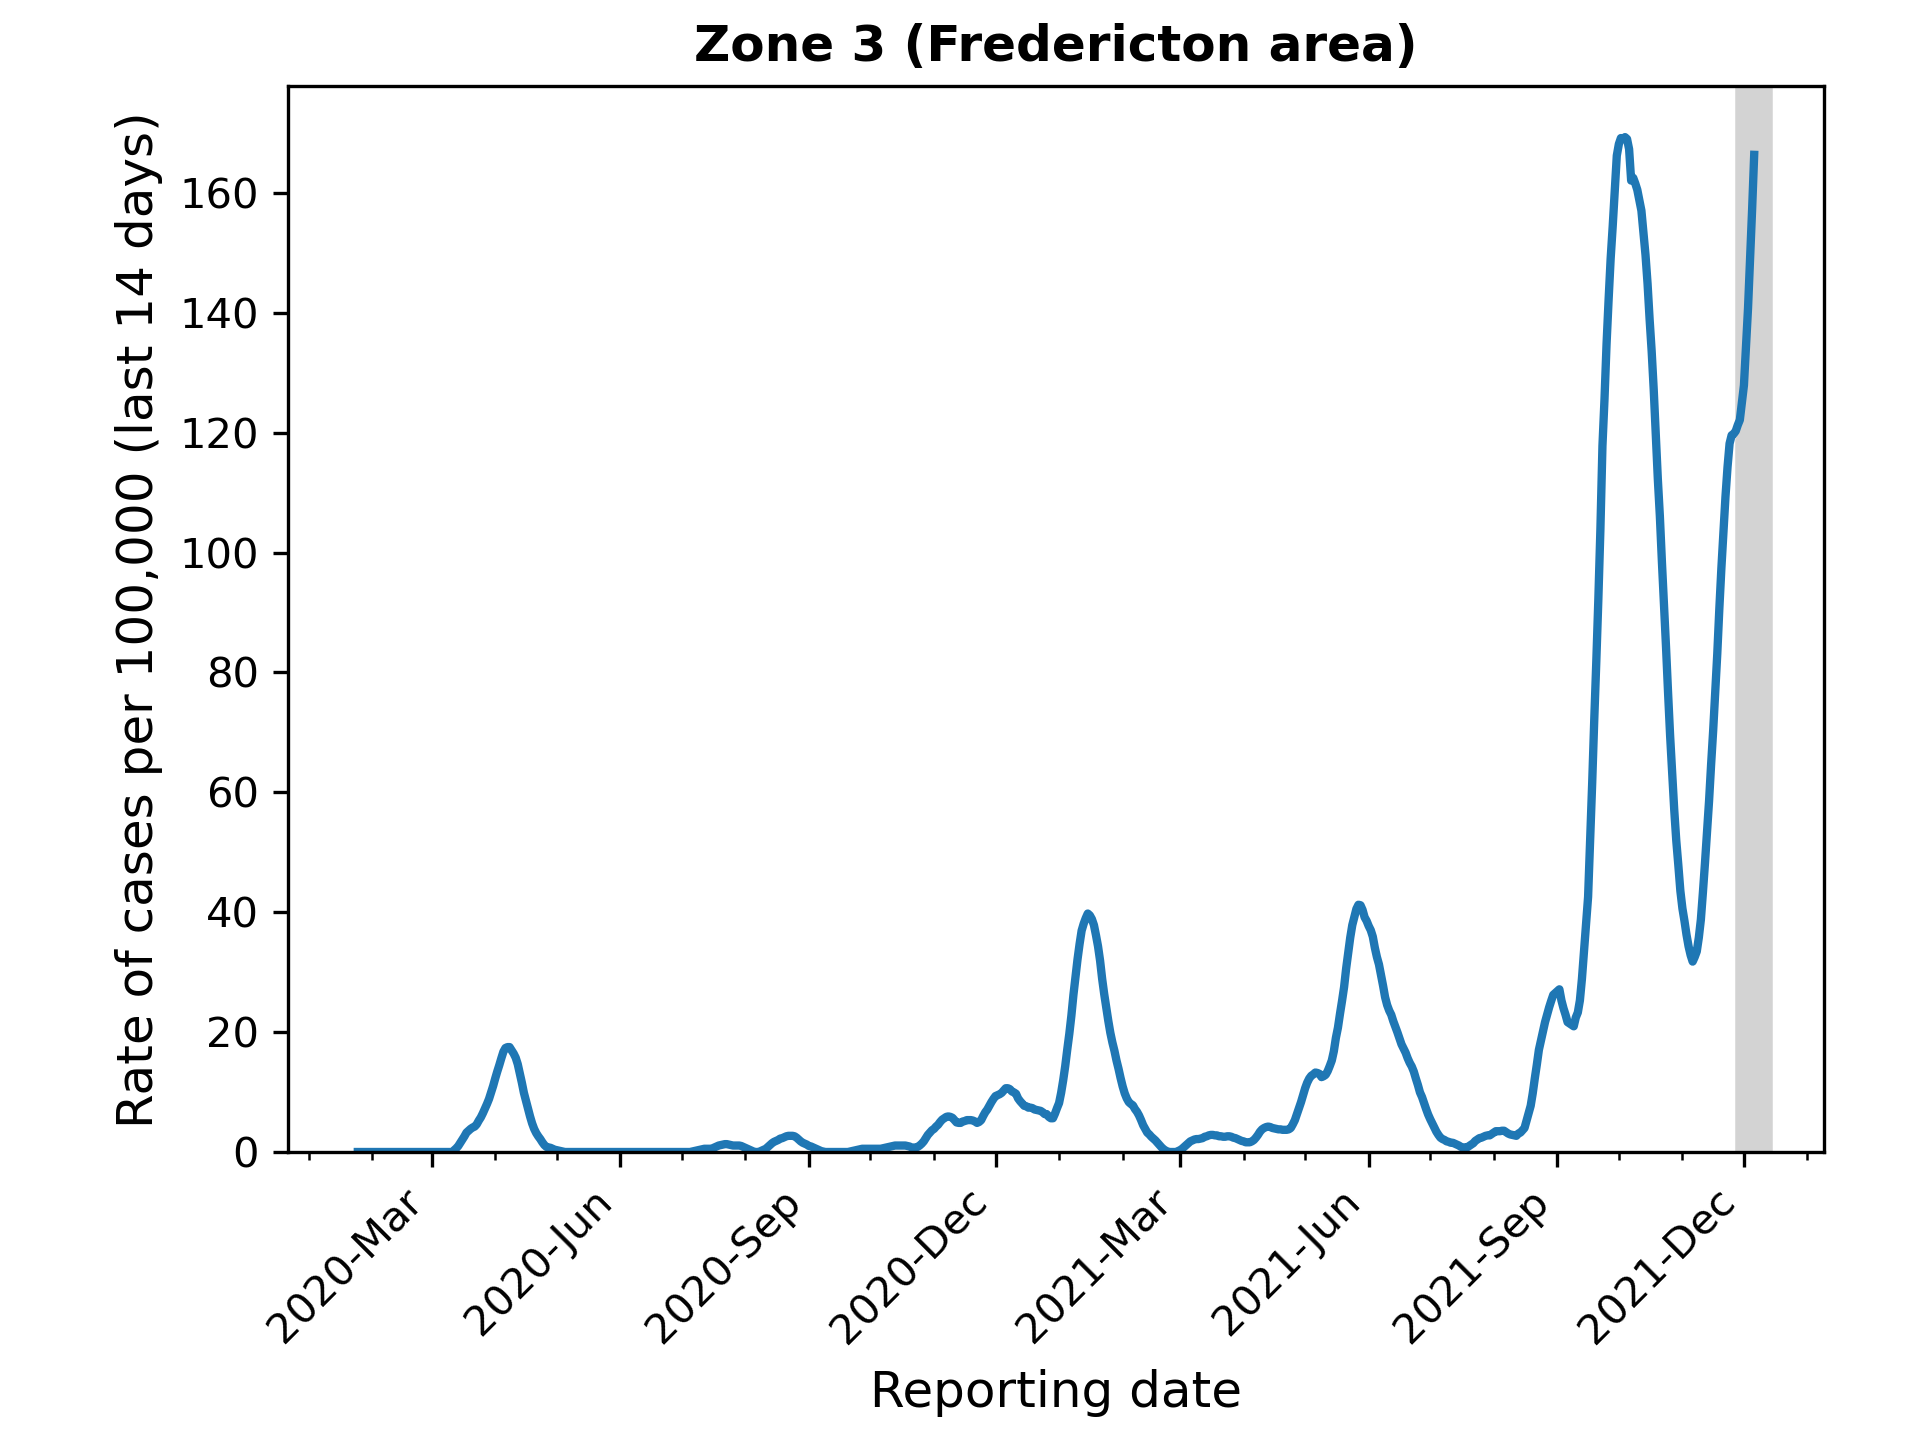 Zone 3 (Fredericton area)
Rate of cases per 100,000 (last 14 days)
160
140
120
100
80
60
40
20
0
2020-Mar
2020-Jun
2020-Sep
2020-Dec
2021-Mar
2021-Jun
2021-Sep
2021-Dec
Reporting date